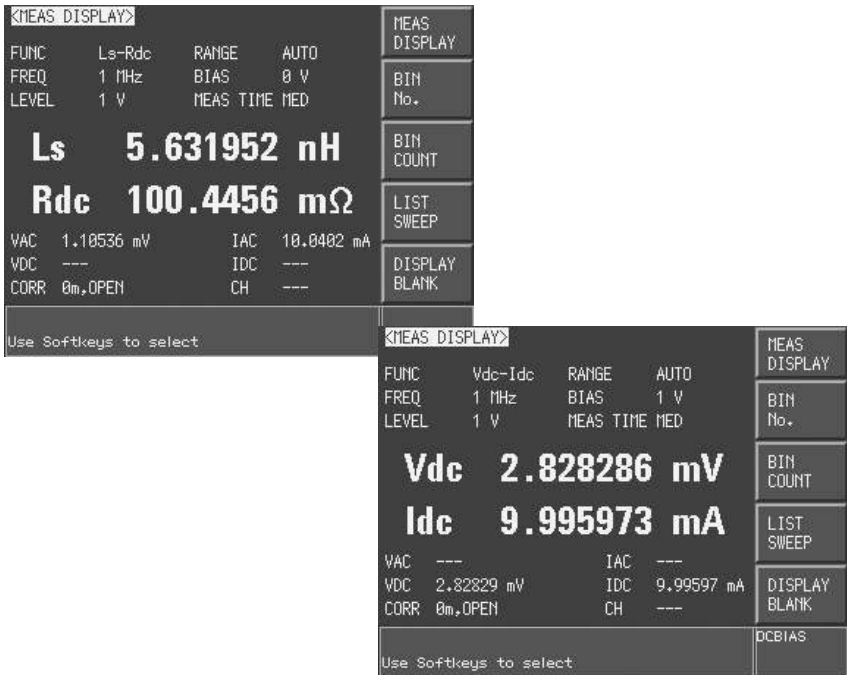 <MEAS DISPLAY>
FUNC Ls-Rdc RANGE AUTO
FREQ 1 MHz BIAS 0 V
LEVEL 1 V MEAS TIME MED
Ls 5.631952 nH
Rdc 100.4456 mΩ
VAC 1.10536 mV IAC 10.0402 mA
VDC --- IDC ---
CORR 0m,OPEN CH ---
Use Softkeys to select
MEAS
DISPLAY
BIN
No.
BIN
COUNT
LIST
SWEEP
DISPLAY
BLANK
<MEAS DISPLAY>
FUNC Vdc-Idc RANGE AUTO
FREQ 1 MHz BIAS 1 V
LEVEL 1 V MEAS TIME MED
Vdc 2.828286 mV
Idc 9.995973 mA
VAC --- IAC ---
VDC 2.82829 mV IDC 9.99597 mA
CORR 0m,OPEN CH ---
Use Softkeys to select
MEAS
DISPLAY
BIN
No.
BIN
COUNT
LIST
SWEEP
DISPLAY
BLANK
DCBIAS